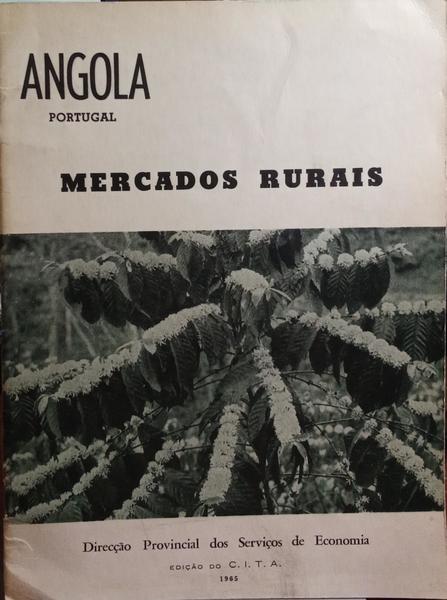 ANGOLA
PORTUGAL
MERCADOS RURAIS
Direcção Provincial dos Serviços de Economia
EDIÇÃO DO C. I. T. A.
1965